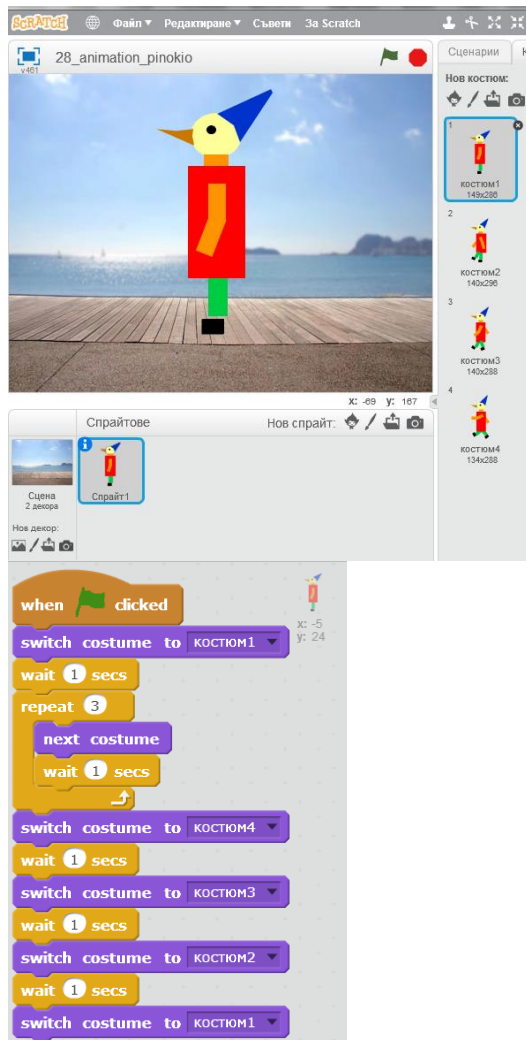 SCRATCH Файл Редактиране Съвети За Scratch
28_animation_pinokio
v461
Сценарии
Нов костюм:
1
костюм1
149x286
2
костюм2
140x296
3
костюм3
140x288
4
костюм4
134x288
x: -69 y: 167
Спрайтове Нов спрайт:
Сцена
2 декора
Спрайт1
Нов декор:
when clicked
x: -5
y: 24
switch costume to костюм1
wait 1 secs
repeat 3
next costume
wait 1 secs
switch costume to костюм4
wait 1 secs
switch costume to костюм3
wait 1 secs
switch costume to костюм2
wait 1 secs
switch costume to костюм1